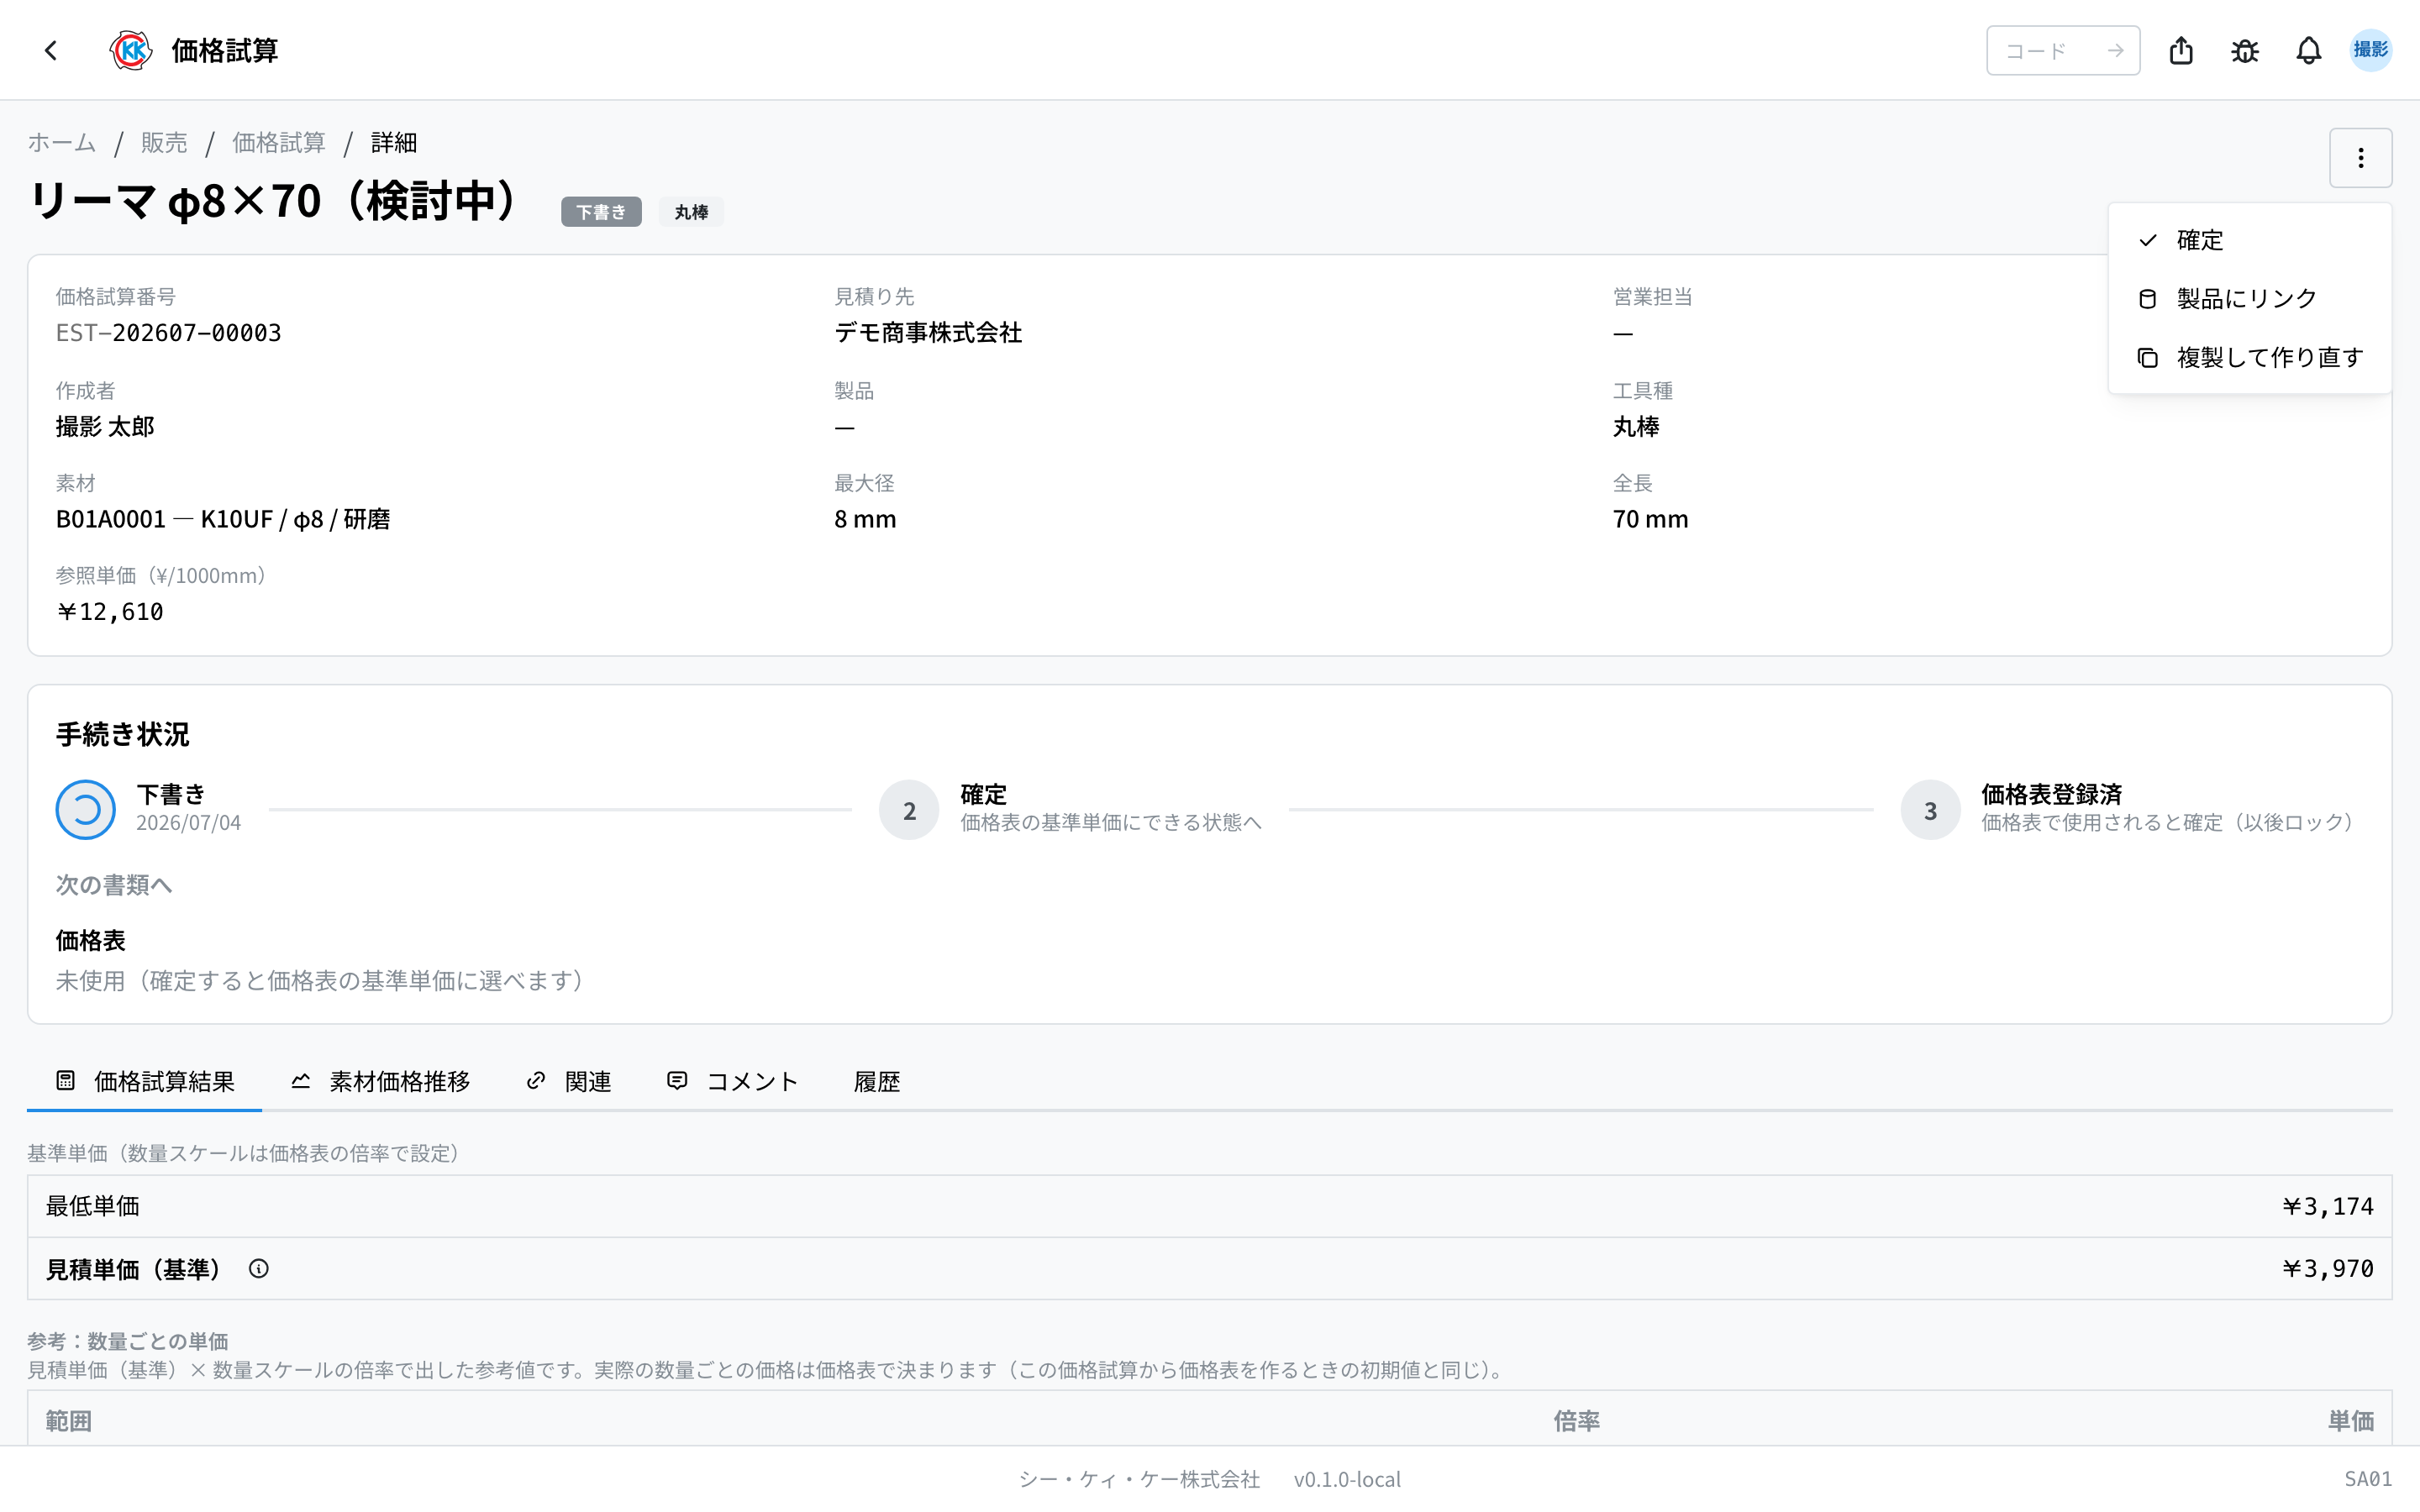 CKK 価格試算
コード
撮影
ホーム / 販売 / 価格試算 / 詳細
リーマ φ8×70（検討中） 下書き 丸棒
確定
製品にリンク
複製して作り直す
価格試算番号
EST-202607-00003
見積り先
デモ商事株式会社
営業担当
—
作成者
撮影 太郎
製品
—
工具種
丸棒
素材
B01A0001 — K10UF / φ8 / 研磨
最大径
8 mm
全長
70 mm
参照単価（¥/1000mm）
¥12,610
手続き状況
下書き
2026/07/04
2
確定
価格表の基準単価にできる状態へ
3
価格表登録済
価格表で使用されると確定（以後ロック）
次の書類へ
価格表
未使用（確定すると価格表の基準単価に選べます）
価格試算結果 素材価格推移 関連 コメント 履歴
基準単価（数量スケールは価格表の倍率で設定）
最低単価 ¥3,174
見積単価（基準） ¥3,970
参考：数量ごとの単価
見積単価（基準）× 数量スケールの倍率で出した参考値です。実際の数量ごとの価格は価格表で決まります（この価格試算から価格表を作るときの初期値と同じ）。
範囲 倍率 単価
シー・ケィ・ケー株式会社 v0.1.0-local
SA01